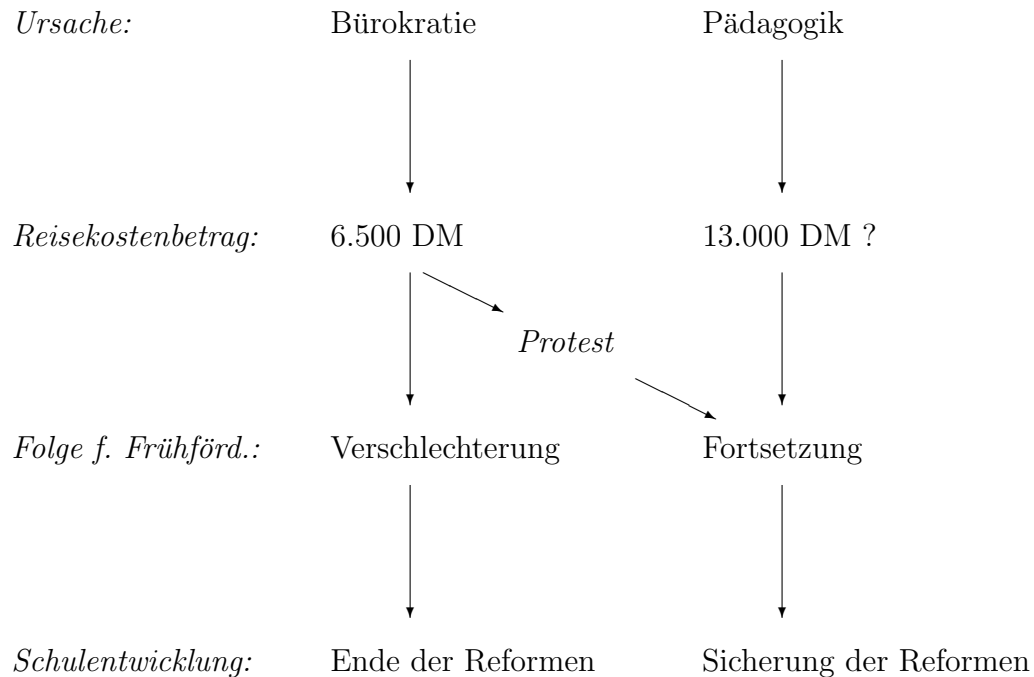 Ursache: Bürokratie Pädagogik
Reisekostenbetrag: 6.500 DM 13.000 DM ?
Protest
Folge f. Frühförd.: Verschlechterung Fortsetzung
Schulentwicklung: Ende der Reformen Sicherung der Reformen